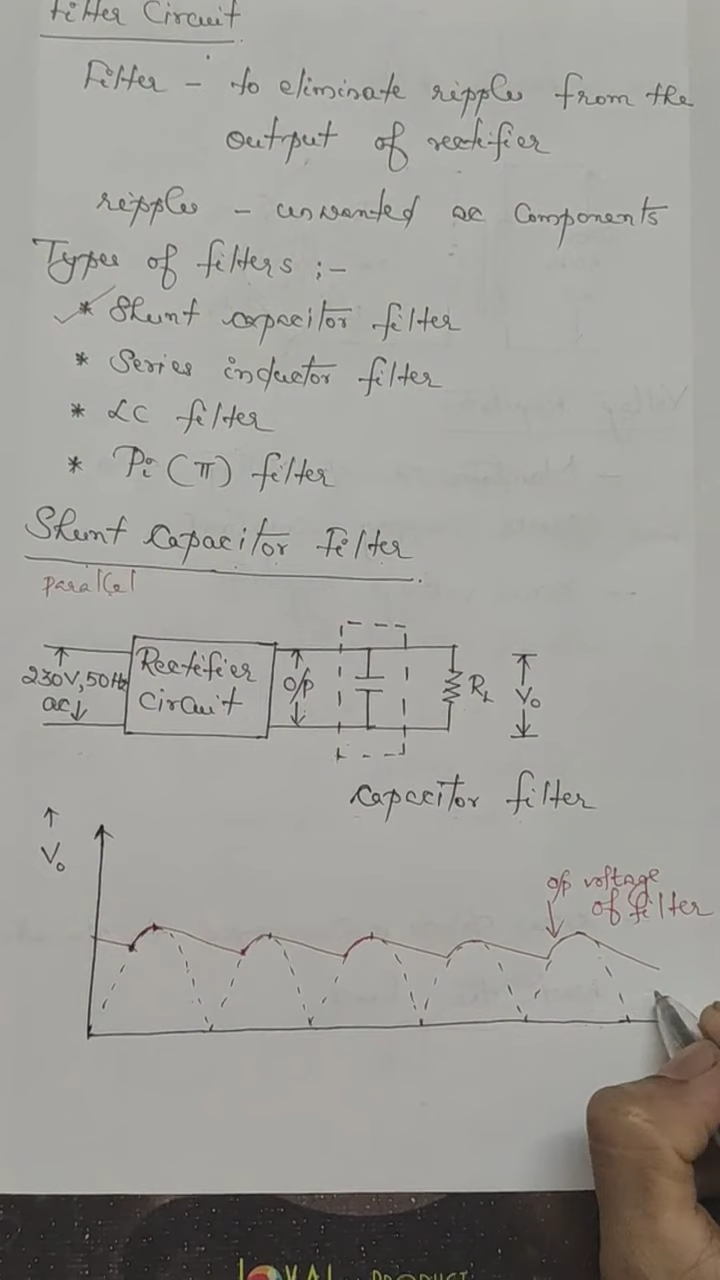 Filter Circuit
Filter - to eliminate ripples from the
output of rectifier
ripples - unwanted ac components
Types of filters :-
* Shunt capacitor filter
* Series inductor filter
* LC filter
* Pi (π) filter
Shunt Capacitor Filter
parallel
230V, 50Hz
ac
Rectifier
Circuit
o/p
RL
Vo
Capacitor filter
Vo
o/p voltage
of filter